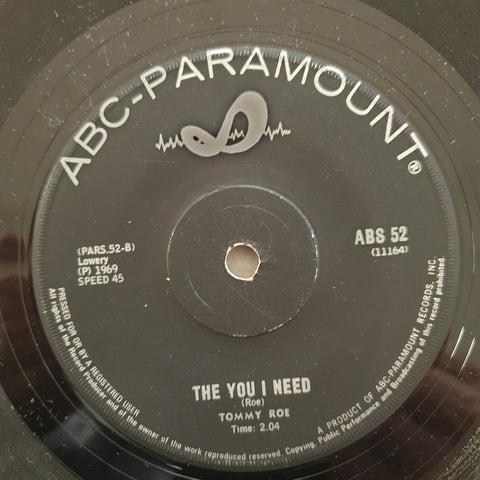 ABC-PARAMOUNT®
(PARS.52-B)
Lowery
(P) 1969
SPEED 45
ABS 52
(11164)
THE YOU I NEED
(Roe)
TOMMY ROE
Time: 2.04
PRESSED FOR OR BY A REGISTERED USER
All rights of the Record Producer and of the owner of the work reproduced reserved. Copying, Public Performance and Broadcasting of this record prohibited.
A PRODUCT OF ABC-PARAMOUNT RECORDS, INC.